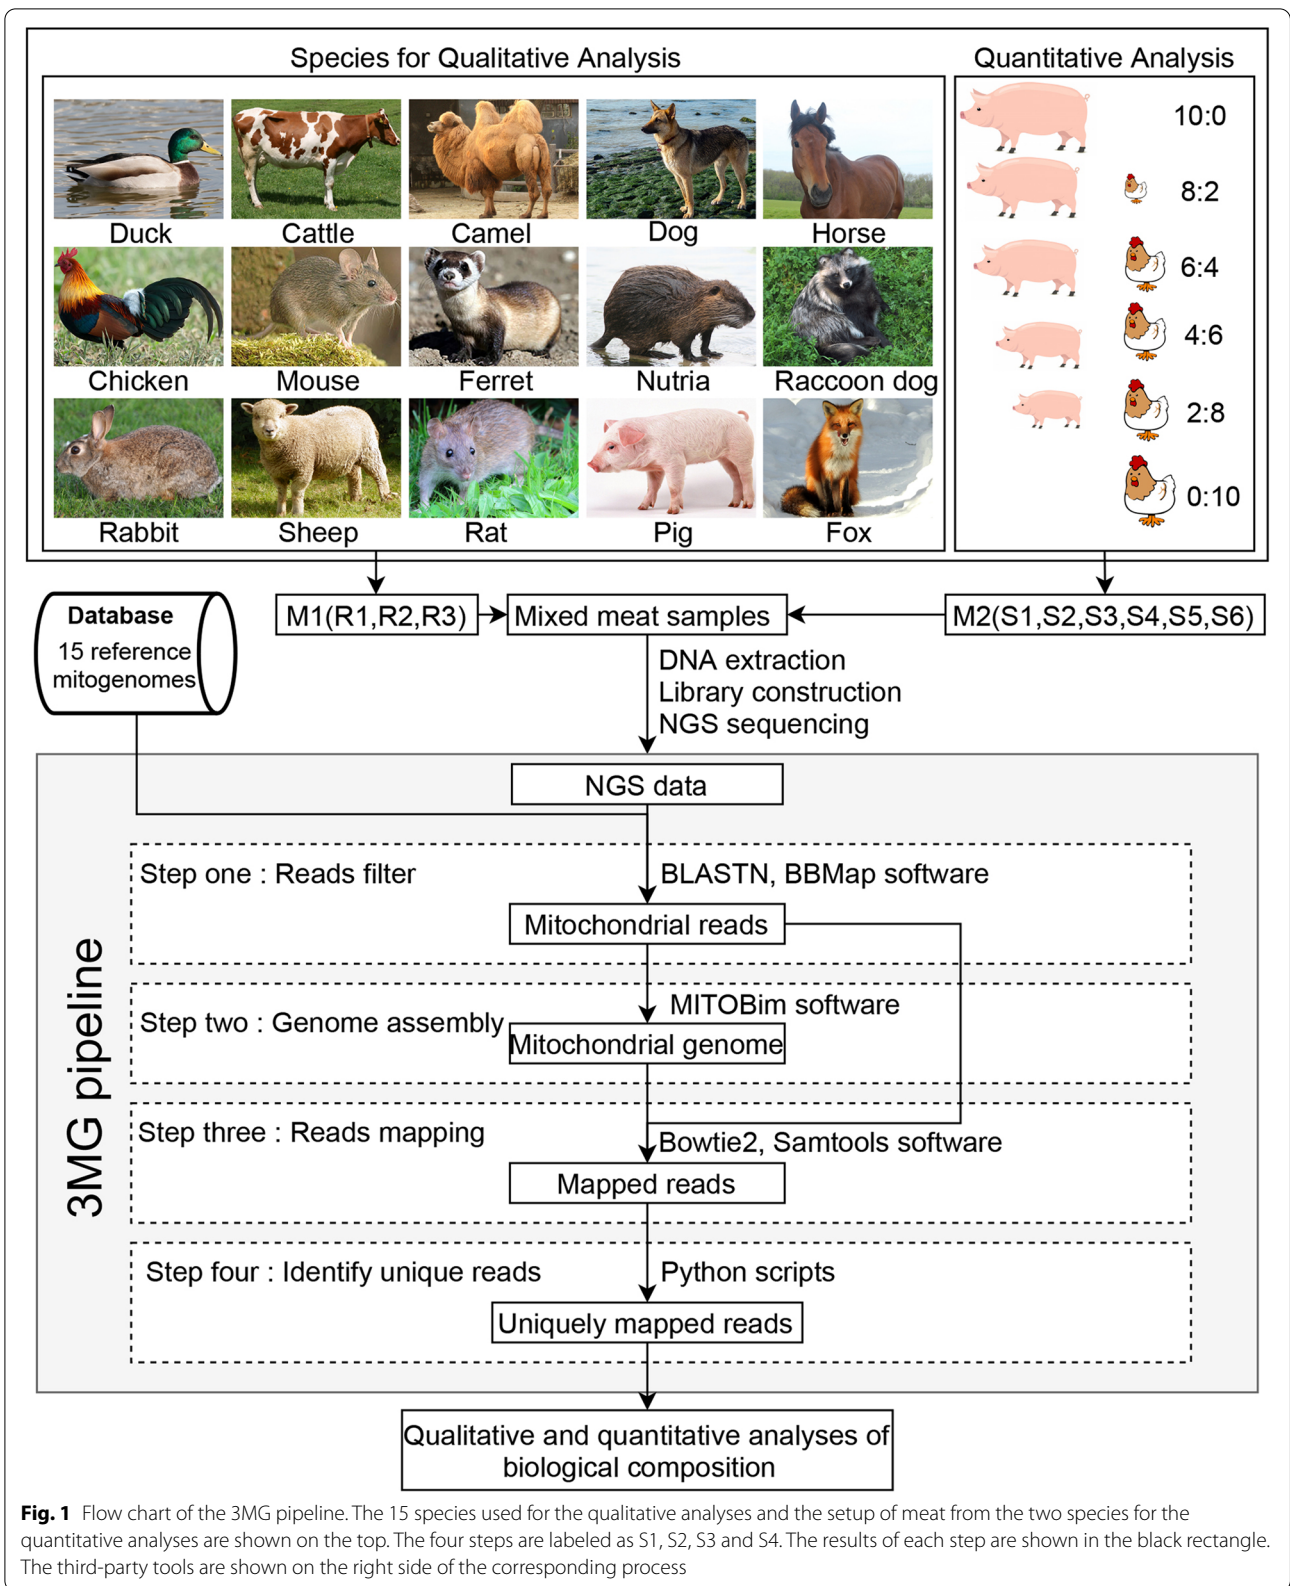 Species for Qualitative Analysis
Quantitative Analysis
Duck
Cattle
Camel
Dog
Horse
Chicken
Mouse
Ferret
Nutria
Raccoon dog
Rabbit
Sheep
Rat
Pig
Fox
10:0
8:2
6:4
4:6
2:8
0:10
Database
15 reference
mitogenomes
M1(R1,R2,R3)
Mixed meat samples
M2(S1,S2,S3,S4,S5,S6)
DNA extraction
Library construction
NGS sequencing
3MG pipeline
NGS data
Step one : Reads filter
BLASTN, BBMap software
Mitochondrial reads
Step two : Genome assembly
MITOBim software
Mitochondrial genome
Step three : Reads mapping
Bowtie2, Samtools software
Mapped reads
Step four : Identify unique reads
Python scripts
Uniquely mapped reads
Qualitative and quantitative analyses of
biological composition
Fig. 1 Flow chart of the 3MG pipeline. The 15 species used for the qualitative analyses and the setup of meat from the two species for the
quantitative analyses are shown on the top. The four steps are labeled as S1, S2, S3 and S4. The results of each step are shown in the black rectangle.
The third-party tools are shown on the right side of the corresponding process